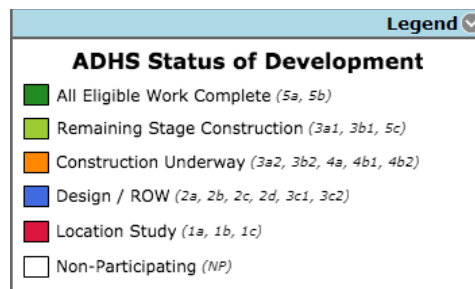 Legend
ADHS Status of Development
All Eligible Work Complete (5a, 5b)
Remaining Stage Construction (3a1, 3b1, 5c)
Construction Underway (3a2, 3b2, 4a, 4b1, 4b2)
Design / ROW (2a, 2b, 2c, 2d, 3c1, 3c2)
Location Study (1a, 1b, 1c)
Non-Participating (NP)